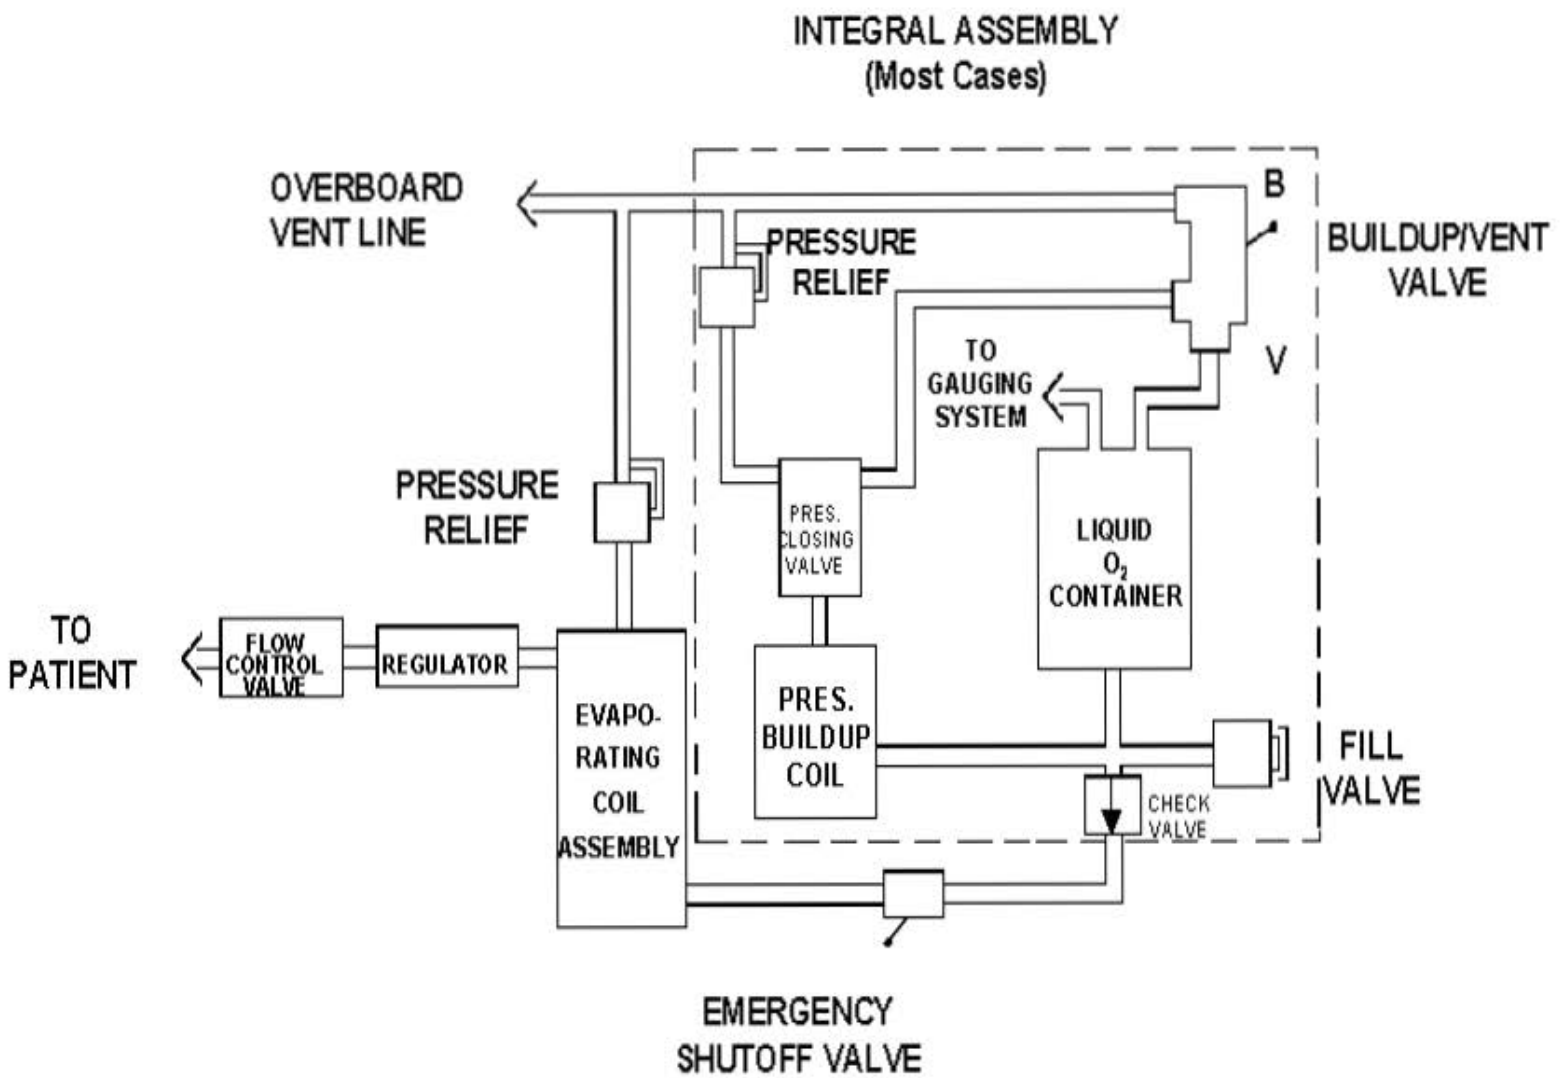 INTEGRAL ASSEMBLY
(Most Cases)
OVERBOARD
VENT LINE
B
BUILDUP/VENT
VALVE
PRESSURE
RELIEF
TO
GAUGING
SYSTEM
V
PRESSURE
RELIEF
PRES.
CLOSING
VALVE
LIQUID
O₂
CONTAINER
TO
PATIENT
FLOW
CONTROL
VALVE
REGULATOR
EVAPO-
RATING
COIL
ASSEMBLY
PRES.
BUILDUP
COIL
FILL
VALVE
CHECK
VALVE
EMERGENCY
SHUTOFF VALVE